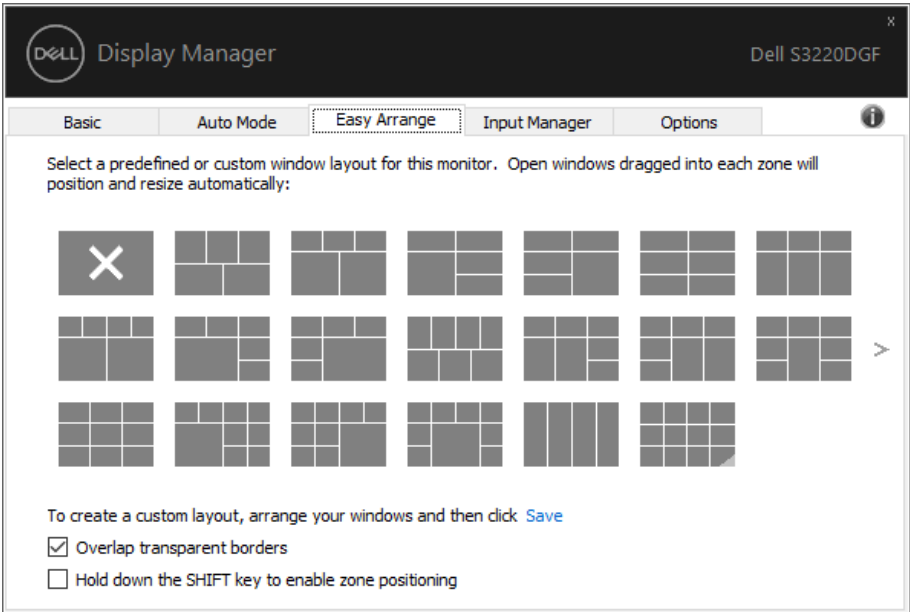 x
DELL Display Manager
Dell S3220DGF
Basic Auto Mode Easy Arrange Input Manager Options
Select a predefined or custom window layout for this monitor. Open windows dragged into each zone will
position and resize automatically:
>
To create a custom layout, arrange your windows and then click Save
Overlap transparent borders
Hold down the SHIFT key to enable zone positioning